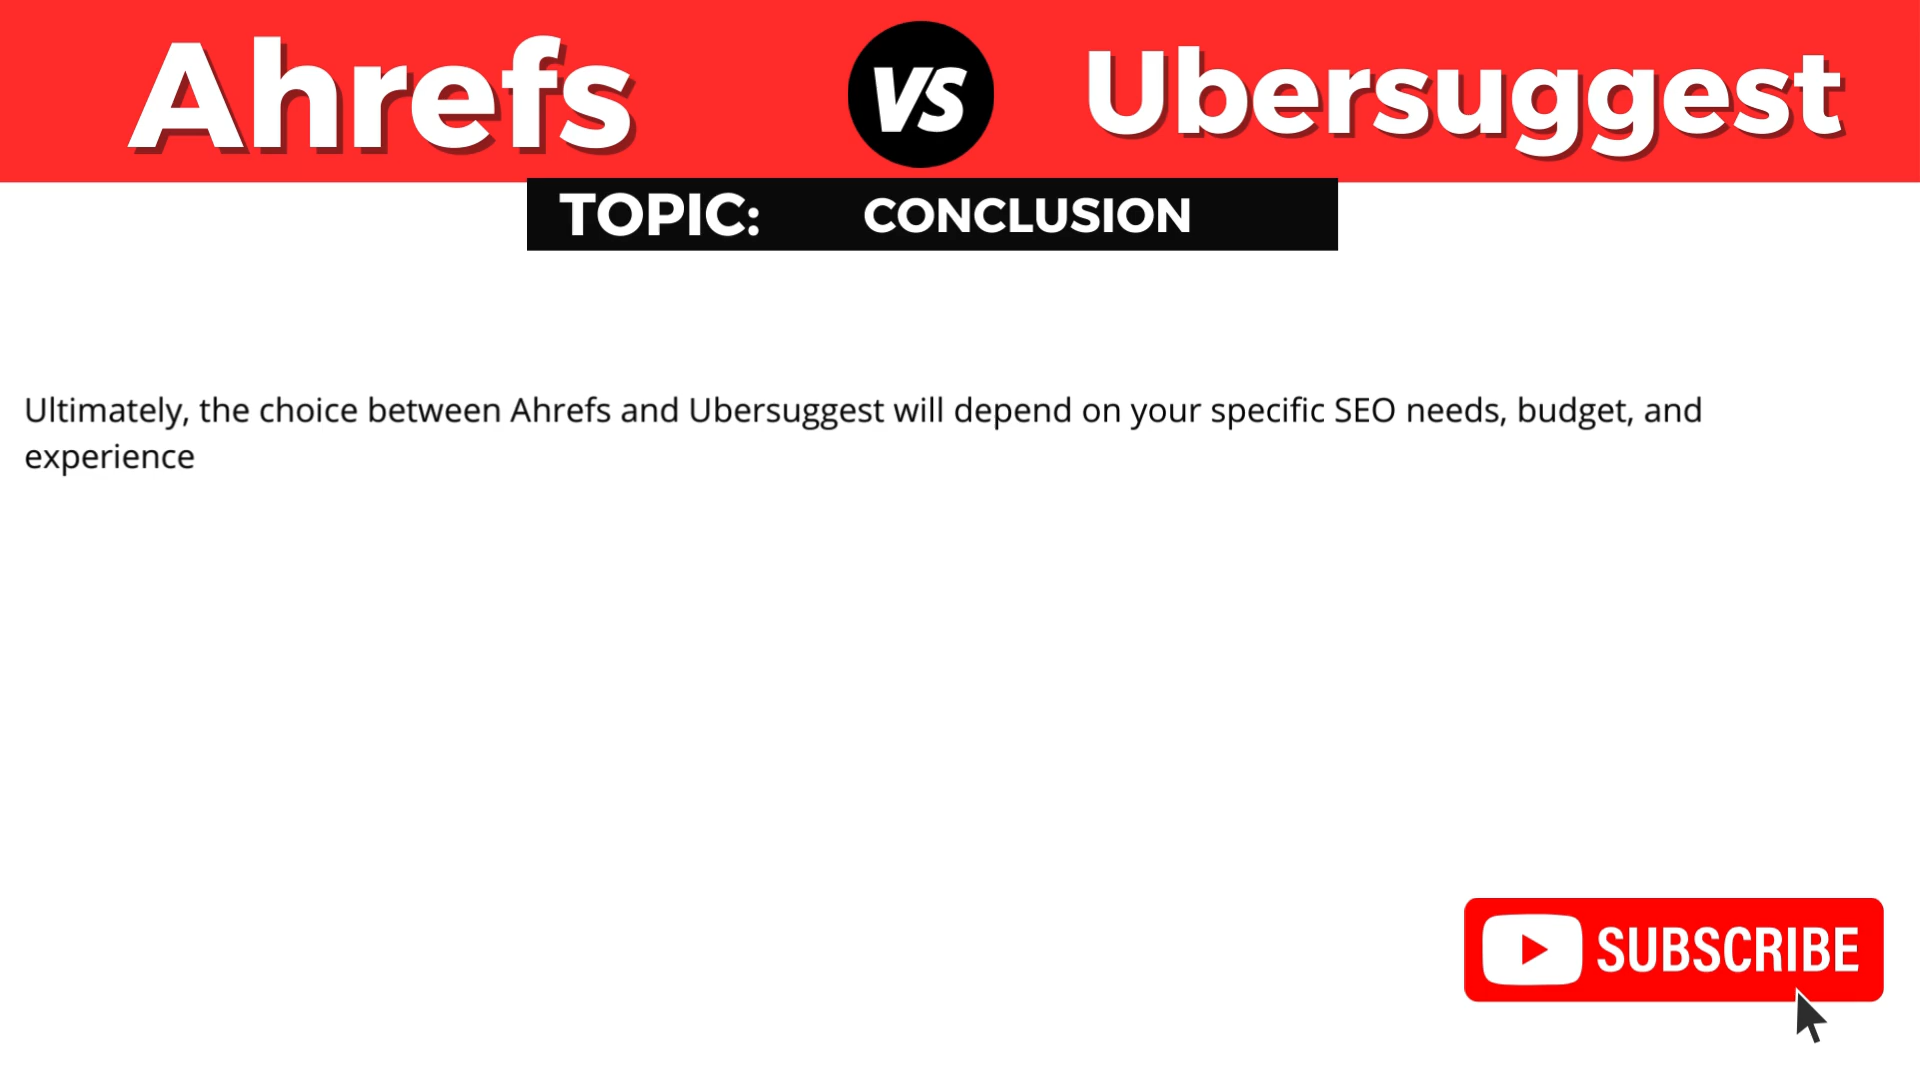 Ahrefs VS Ubersuggest
TOPIC: CONCLUSION
Ultimately, the choice between Ahrefs and Ubersuggest will depend on your specific SEO needs, budget, and
experience
SUBSCRIBE